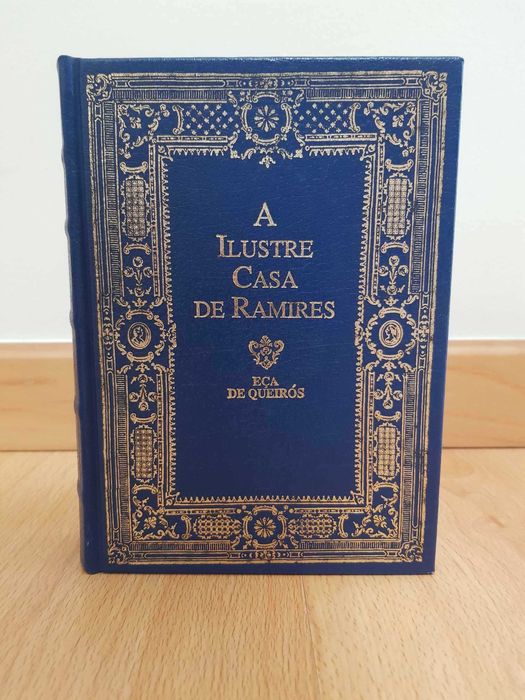 A
ILUSTRE
CASA
DE RAMIRES
EÇA
DE QUEIRÓS